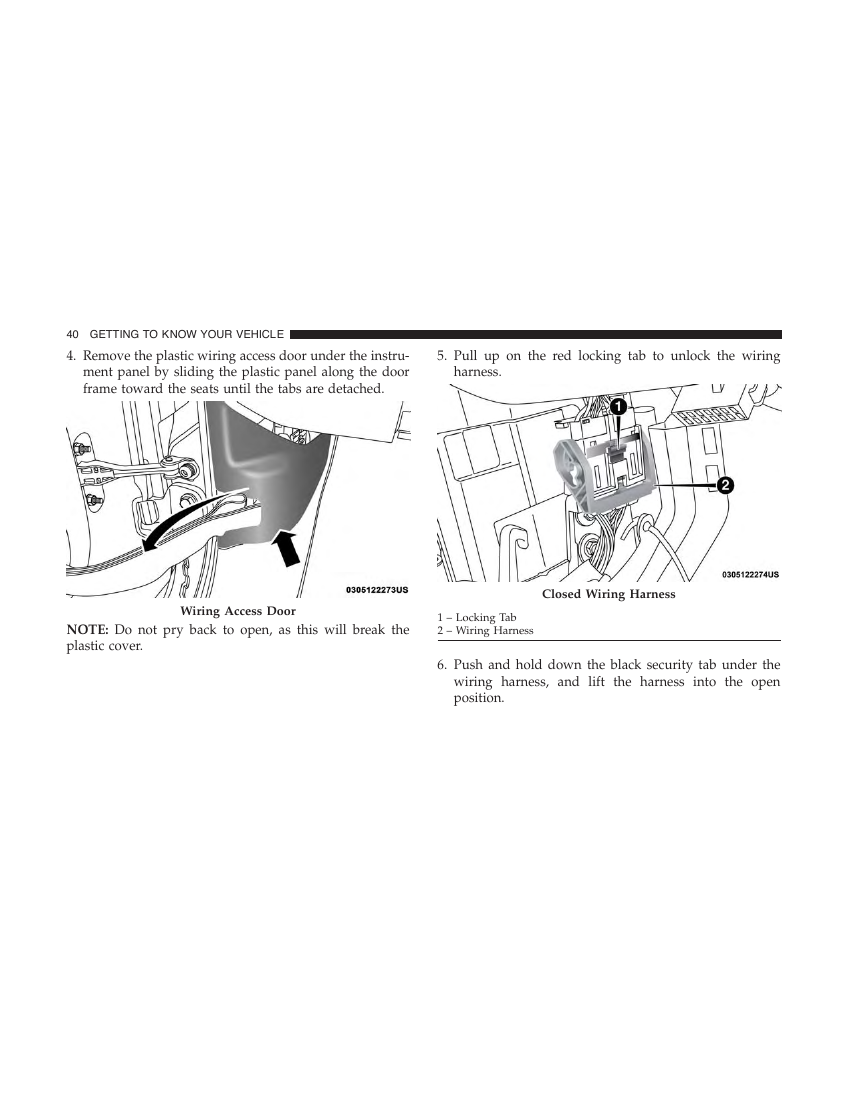 40 GETTING TO KNOW YOUR VEHICLE
4. Remove the plastic wiring access door under the instru-
ment panel by sliding the plastic panel along the door
frame toward the seats until the tabs are detached.
0305122273US
Wiring Access Door
NOTE: Do not pry back to open, as this will break the
plastic cover.
5. Pull up on the red locking tab to unlock the wiring
harness.
1
2
0305122274US
Closed Wiring Harness
1 – Locking Tab
2 – Wiring Harness
6. Push and hold down the black security tab under the
wiring harness, and lift the harness into the open
position.